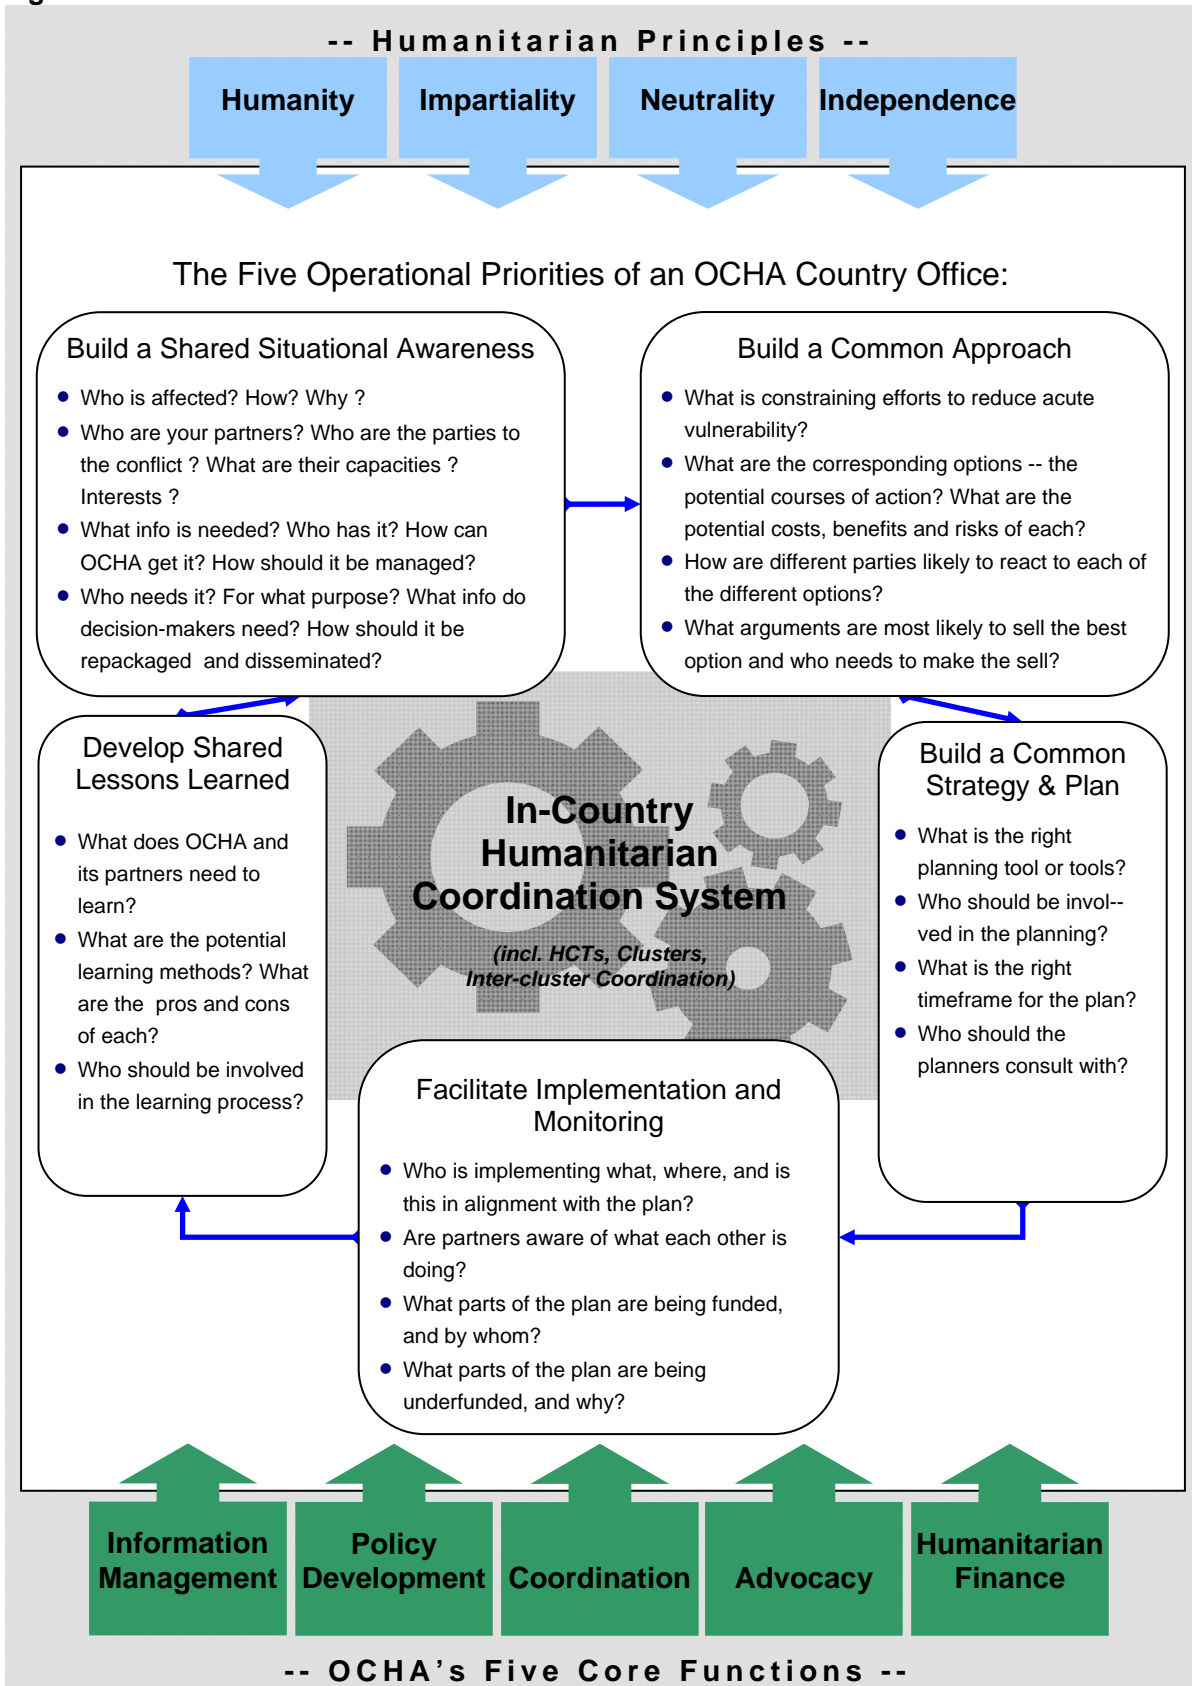 -- Humanitarian Principles --
Humanity
Impartiality
Neutrality
Independence
The Five Operational Priorities of an OCHA Country Office:
Build a Shared Situational Awareness
• Who is affected? How? Why ?
• Who are your partners? Who are the parties to
the conflict ? What are their capacities ?
Interests ?
• What info is needed? Who has it? How can
OCHA get it? How should it be managed?
• Who needs it? For what purpose? What info do
decision-makers need? How should it be
repackaged and disseminated?
Build a Common Approach
• What is constraining efforts to reduce acute
vulnerability?
• What are the corresponding options -- the
potential courses of action? What are the
potential costs, benefits and risks of each?
• How are different parties likely to react to each of
the different options?
• What arguments are most likely to sell the best
option and who needs to make the sell?
Develop Shared
Lessons Learned
• What does OCHA and
its partners need to
learn?
• What are the potential
learning methods? What
are the pros and cons
of each?
• Who should be involved
in the learning process?
In-Country
Humanitarian
Coordination System
(incl. HCTs, Clusters,
Inter-cluster Coordination)
Build a Common
Strategy & Plan
• What is the right
planning tool or tools?
• Who should be invol--
ved in the planning?
• What is the right
timeframe for the plan?
• Who should the
planners consult with?
Facilitate Implementation and
Monitoring
• Who is implementing what, where, and is
this in alignment with the plan?
• Are partners aware of what each other is
doing?
• What parts of the plan are being funded,
and by whom?
• What parts of the plan are being
underfunded, and why?
Information
Management
Policy
Development
Coordination
Advocacy
Humanitarian
Finance
-- OCHA’s Five Core Functions --